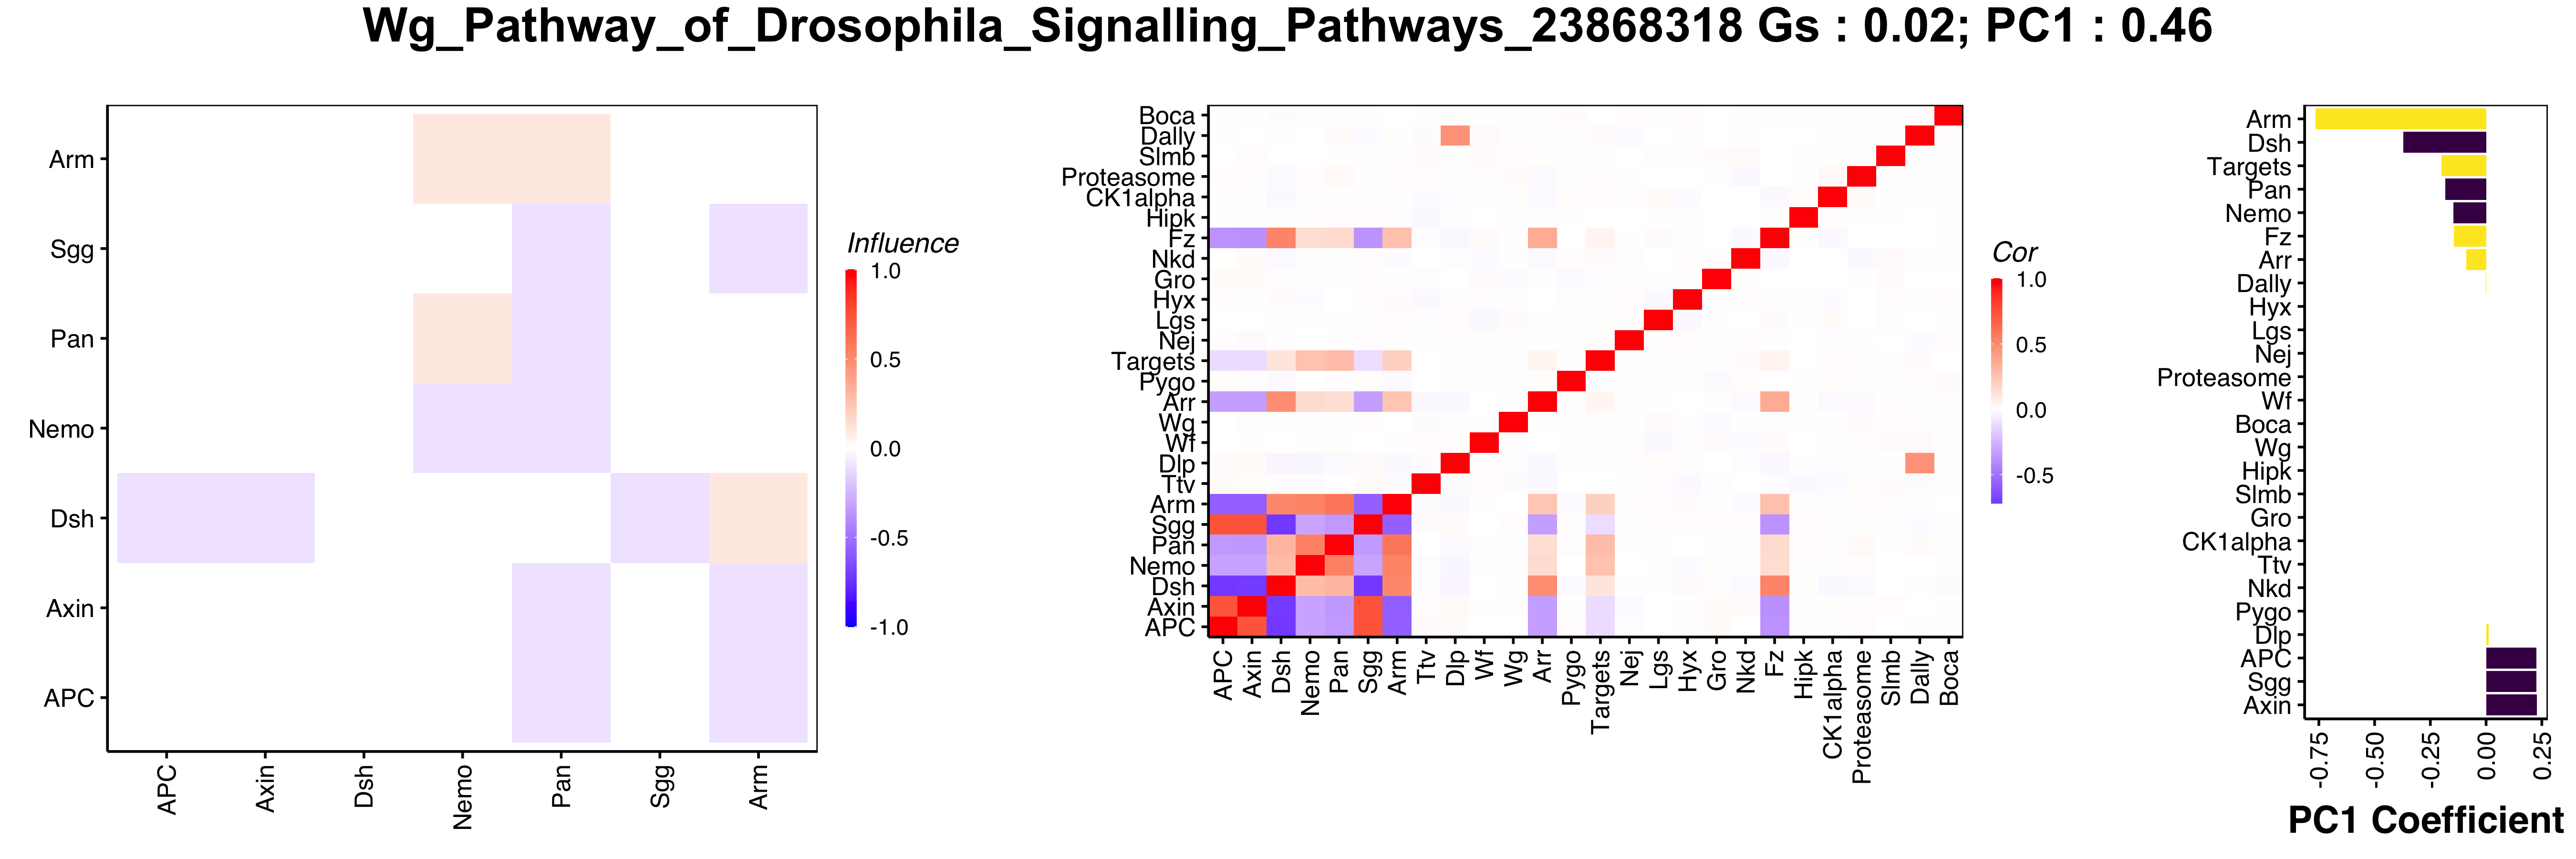 Wg_Pathway_of_Drosophila_Signalling_Pathways_23868318 Gs : 0.02; PC1 : 0.46
Arm
Sgg
Pan
Nemo
Dsh
Axin
APC
APC
Axin
Dsh
Nemo
Pan
Sgg
Arm
Influence
1.0
0.5
0.0
-0.5
-1.0
Boca
Dally
Slmb
Proteasome
CK1alpha
Hipk
Fz
Nkd
Gro
Hyx
Lgs
Nej
Targets
Pygo
Arr
Wg
Wf
Dlp
Ttv
Arm
Sgg
Pan
Nemo
Dsh
Axin
APC
APC
Axin
Dsh
Nemo
Pan
Sgg
Arm
Ttv
Dlp
Wf
Wg
Arr
Pygo
Targets
Nej
Lgs
Hyx
Gro
Nkd
Fz
Hipk
CK1alpha
Proteasome
Slmb
Dally
Boca
Cor
1.0
0.5
0.0
-0.5
Arm
Dsh
Targets
Pan
Nemo
Fz
Arr
Dally
Hyx
Lgs
Nej
Proteasome
Wf
Boca
Wg
Hipk
Slmb
Gro
CK1alpha
Ttv
Nkd
Pygo
Dlp
APC
Sgg
Axin
-0.75
-0.50
-0.25
0.00
0.25
PC1 Coefficient